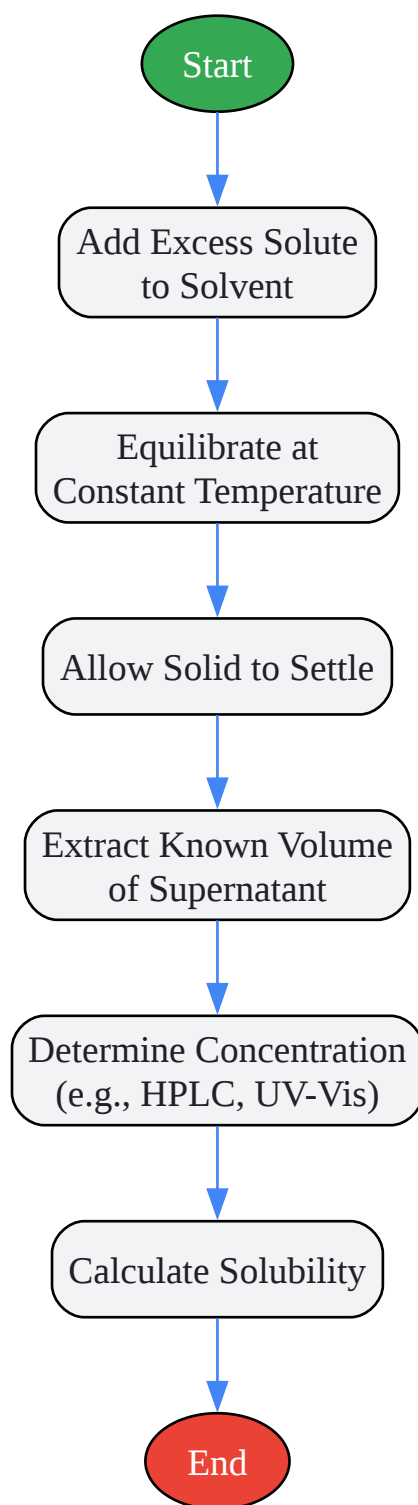 Start
Add Excess Solute
to Solvent
Equilibrate at
Constant Temperature
Allow Solid to Settle
Extract Known Volume
of Supernatant
Determine Concentration
(e.g., HPLC, UV-Vis)
Calculate Solubility
End